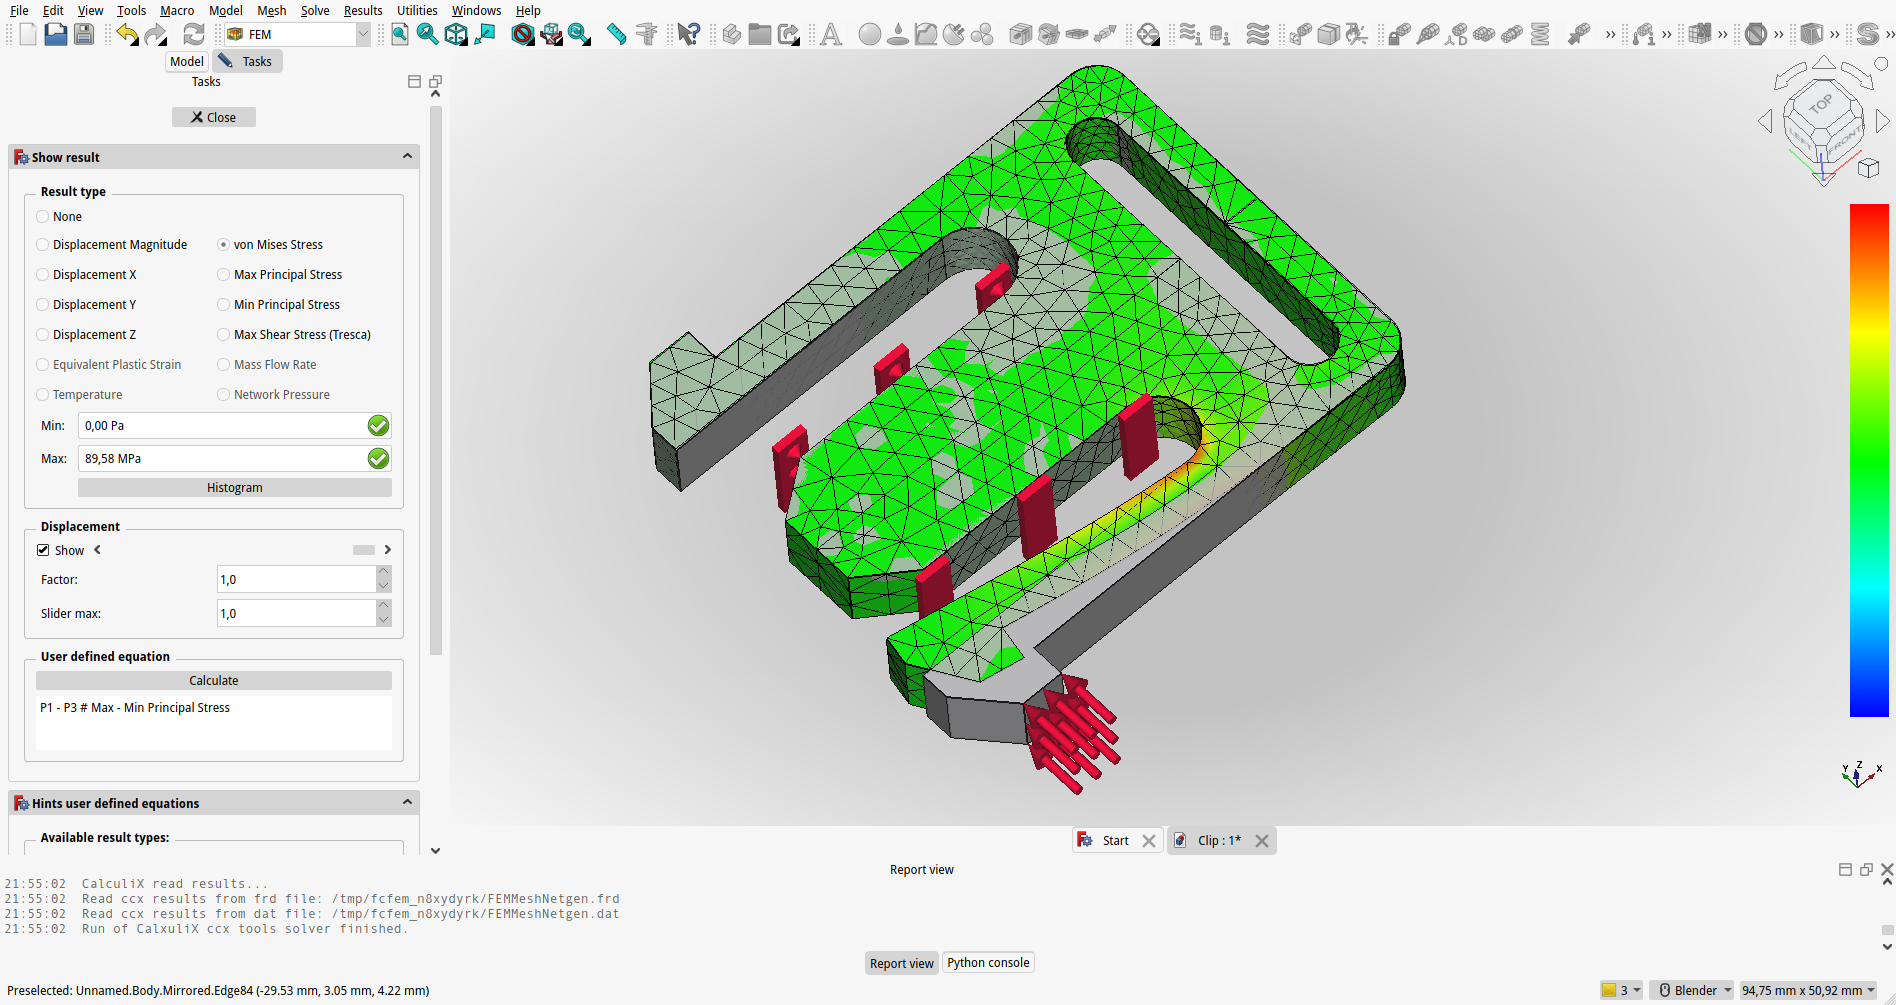 File Edit View Tools Macro Model Mesh Solve Results Utilities Windows Help
FEM
Model Tasks
Tasks
Close
Show result
Result type
None
Displacement Magnitude von Mises Stress
Displacement X Max Principal Stress
Displacement Y Min Principal Stress
Displacement Z Max Shear Stress (Tresca)
Equivalent Plastic Strain Mass Flow Rate
Temperature Network Pressure
Min: 0,00 Pa
Max: 89,58 MPa
Histogram
Displacement
Show
Factor: 1,0
Slider max: 1,0
User defined equation
Calculate
P1 - P3 # Max - Min Principal Stress
Hints user defined equations
Available result types:
TOP
LEFT FRONT
Y Z X
Start Clip : 1*
Report view
21:55:02 CalculiX read results...
21:55:02 Read ccx results from frd file: /tmp/fcfem_n8xydyrk/FEMMeshNetgen.frd
21:55:02 Read ccx results from dat file: /tmp/fcfem_n8xydyrk/FEMMeshNetgen.dat
21:55:02 Run of CalxuliX ccx tools solver finished.
Report view Python console
Preselected: Unnamed.Body.Mirrored.Edge84 (-29.53 mm, 3.05 mm, 4.22 mm)
3 Blender 94,75 mm x 50,92 mm